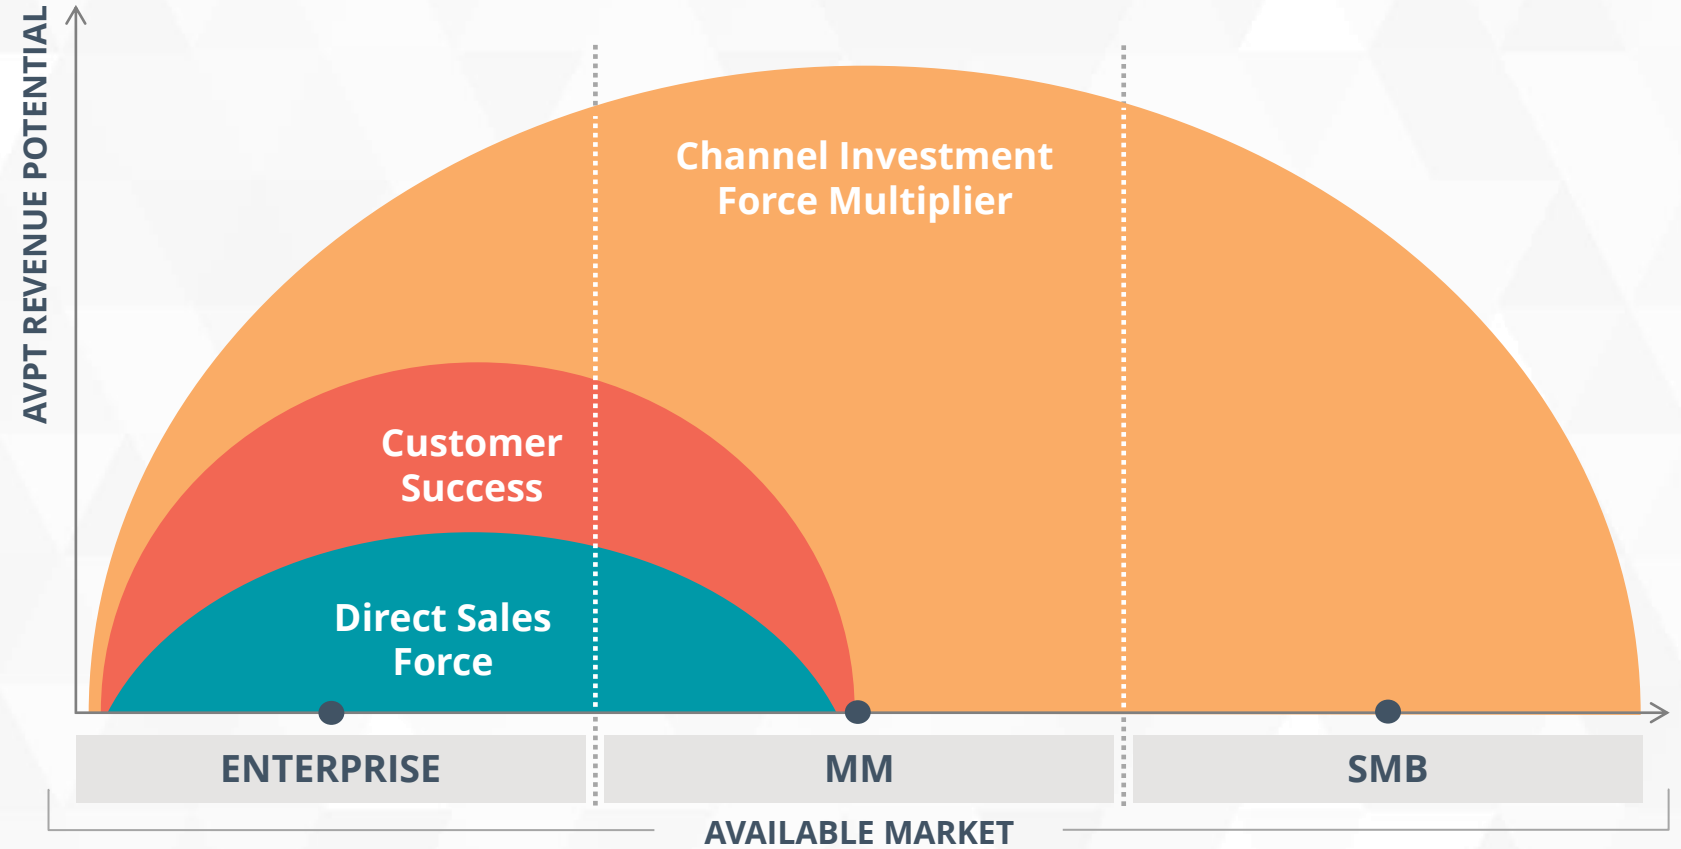 AVPT REVENUE POTENTIAL
Channel Investment
Force Multiplier
Customer
Success
Direct Sales
Force
ENTERPRISE
MM
SMB
AVAILABLE MARKET